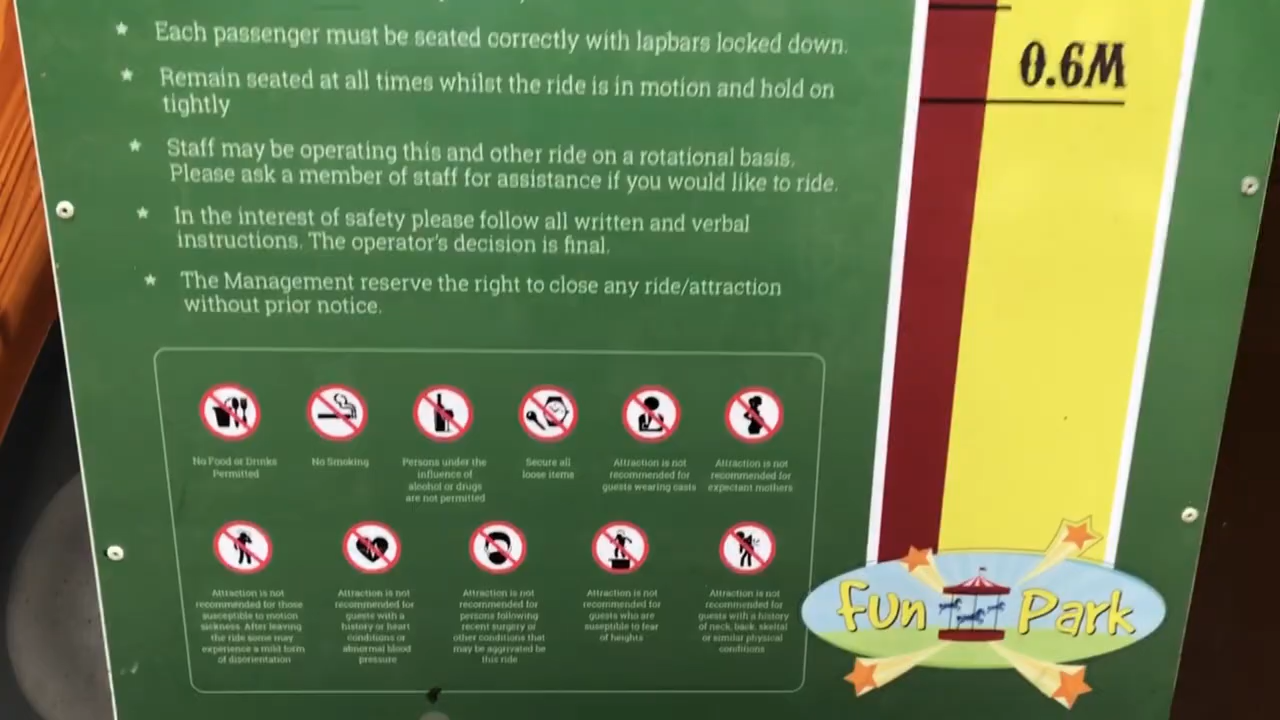 Each passenger must be seated correctly with lapbars locked down.
Remain seated at all times whilst the ride is in motion and hold on
tightly
Staff may be operating this and other ride on a rotational basis.
Please ask a member of staff for assistance if you would like to ride.
In the interest of safety please follow all written and verbal
instructions. The operator's decision is final.
The Management reserve the right to close any ride/attraction
without prior notice.
No Food or Drinks
Permitted
No Smoking
Persons under the
influence of
alcohol or drugs
are not permitted
Secure all
loose items
Attraction is not
recommended for
guests wearing casts
Attraction is not
recommended for
expectant mothers
Attraction is not
recommended for those
susceptible to motion
sickness. After leaving
the ride some may
experience a mild form
of disorientation
Attraction is not
recommended for
guests with a
history or heart
conditions or
abnormal blood
pressure
Attraction is not
recommended for
persons following
recent surgery or
other conditions that
may be aggrivated by
this ride
Attraction is not
recommended for
guests who are
suseptible to fear
of heights
Attraction is not
recommended for
guests with a history
of neck, back, skeltal
or similar physical
conditions
0.6M
Fun Park